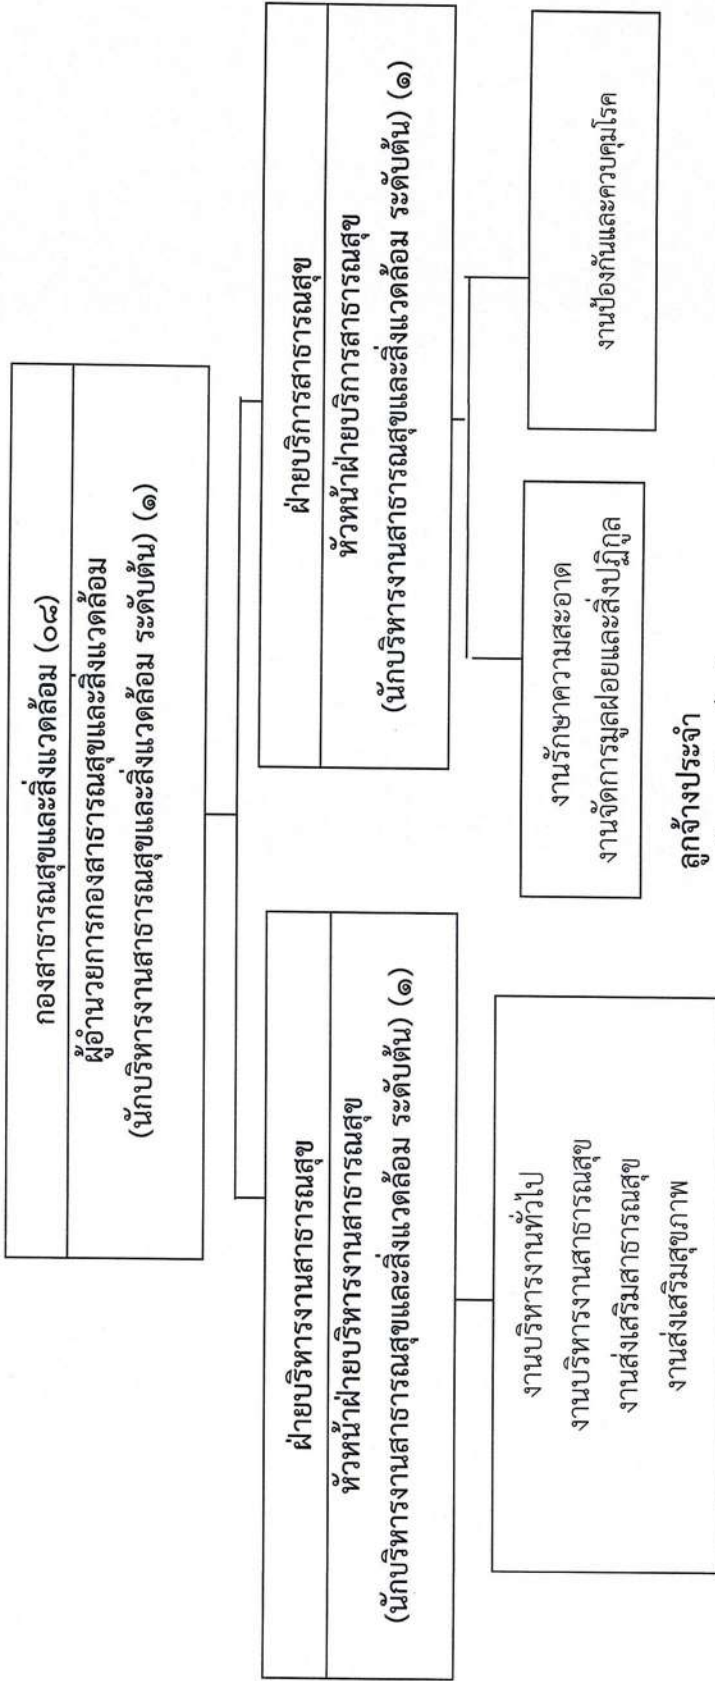 กองสาธารณสุขและสิ่งแวดล้อม (๐๘)
ผู้อำนวยการกองสาธารณสุขและสิ่งแวดล้อม
(นักบริหารงานสาธารณสุขและสิ่งแวดล้อม ระดับต้น) (๑)
ฝ่ายบริหารงานสาธารณสุข
หัวหน้าฝ่ายบริหารงานสาธารณสุข
(นักบริหารงานสาธารณสุขและสิ่งแวดล้อม ระดับต้น) (๑)
งานบริหารงานทั่วไป
งานบริหารงานสาธารณสุข
งานส่งเสริมสาธารณสุข
งานส่งเสริมสุขภาพ
ฝ่ายบริการสาธารณสุข
หัวหน้าฝ่ายบริการสาธารณสุข
(นักบริหารงานสาธารณสุขและสิ่งแวดล้อม ระดับต้น) (๑)
งานรักษาความสะอาด
งานจัดการมูลฝอยและสิ่งปฏิกูล
งานป้องกันและควบคุมโรค
ลูกจ้างประจำ